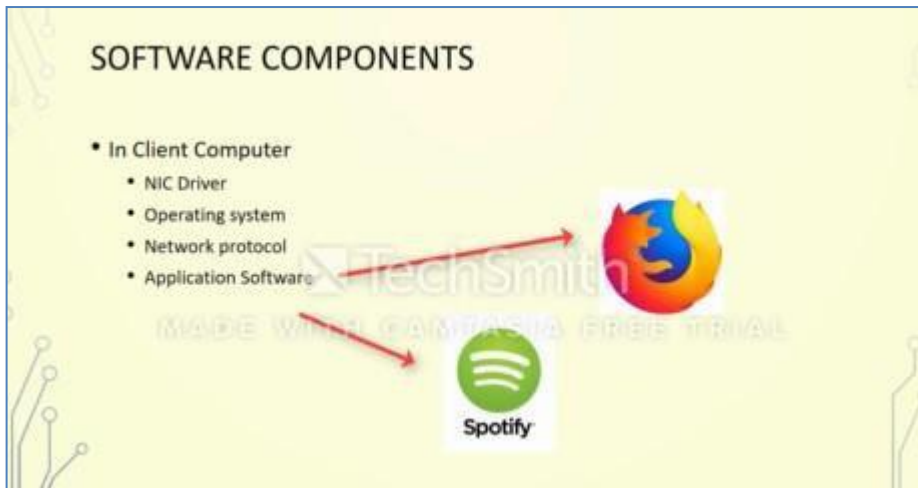 SOFTWARE COMPONENTS
• In Client Computer
• NIC Driver
• Operating system
• Network protocol
• Application Software
TechSmith
MADE WITH CAMTASIA FREE TRIAL
Spotify